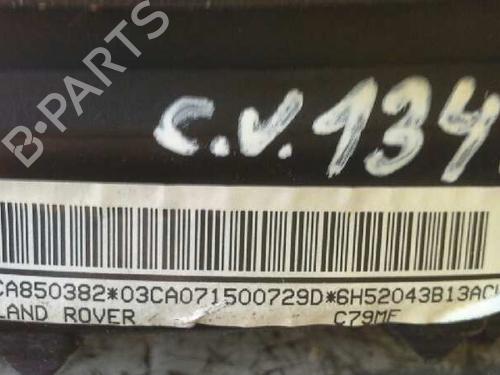 B-PARTS
C.V.134
CA850382*03CA071500729D*6H52043B13AC
LAND ROVER C79MF